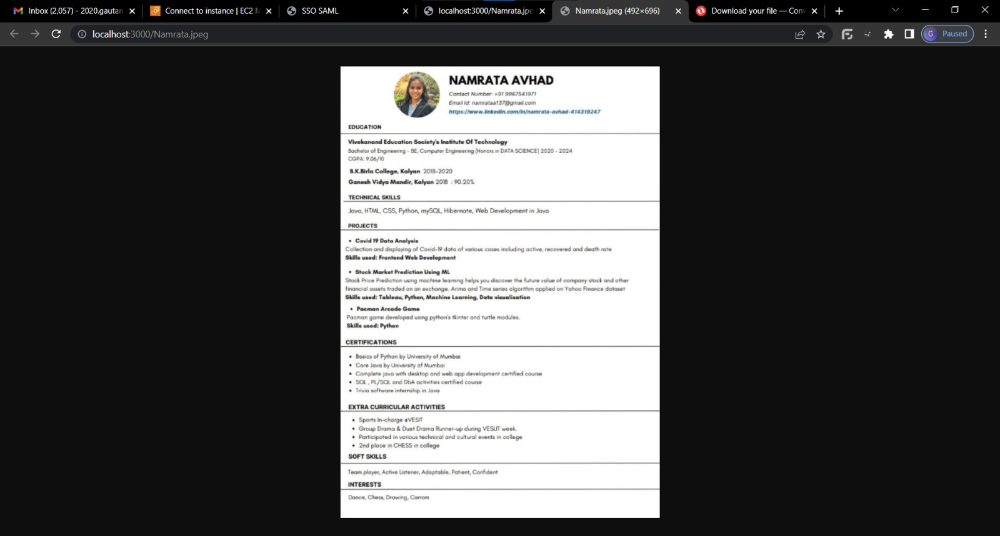 Inbox (2,057) - 2020.gautan
Connect to instance | EC2 M
SSO SAML
localhost:3000/Namrata.jpe
Namrata.jpeg (492×696)
Download your file — Conv
localhost:3000/Namrata.jpeg
G Paused
NAMRATA AVHAD
Contact Number: +91 9967541971
Email id: namrataa137@gmail.com
https://www.linkedin.com/in/namrata-avhad-414319247
EDUCATION
Vivekanand Education Society's Institute Of Technology
Bachelor of Engineering - BE, Computer Engineering (Honors in DATA SCIENCE) 2020 - 2024
CGPA: 9.06/10
B.K.Birla College, Kalyan 2018-2020
Ganesh Vidya Mandir, Kalyan 2018 : 90.20%
TECHNICAL SKILLS
Java, HTML, CSS, Python, mySQL, Hibernate, Web Development in Java
PROJECTS
• Covid 19 Data Analysis
Collection and displaying of Covid-19 data of various cases including active, recovered and death rate
Skills used: Frontend Web Development
• Stock Market Prediction Using ML
Stock Price Prediction using machine learning helps you discover the future value of company stock and other
financial assets traded on an exchange. Arima and Time series algorithm applied on Yahoo Finance dataset
Skills used: Tableau, Python, Machine Learning, Data visualisation
• Pacman Arcade Game
Pacman game developed using python's tkinter and turtle modules.
Skills used: Python
CERTIFICATIONS
• Basics of Python by University of Mumbai
• Core Java by University of Mumbai
• Complete java with desktop and web app development certified course
• SQL , PL/SQL and DbA activities certified course
• Trivia software internship in Java
EXTRA CURRICULAR ACTIVITIES
• Sports In-charge @VESIT
• Group Drama & Duet Drama Runner-up during VESLIT week.
• Participated in various technical and cultural events in college
• 2nd place in CHESS in college
SOFT SKILLS
Team player, Active Listener, Adaptable, Patient, Confident
INTERESTS
Dance, Chess, Drawing, Carrom